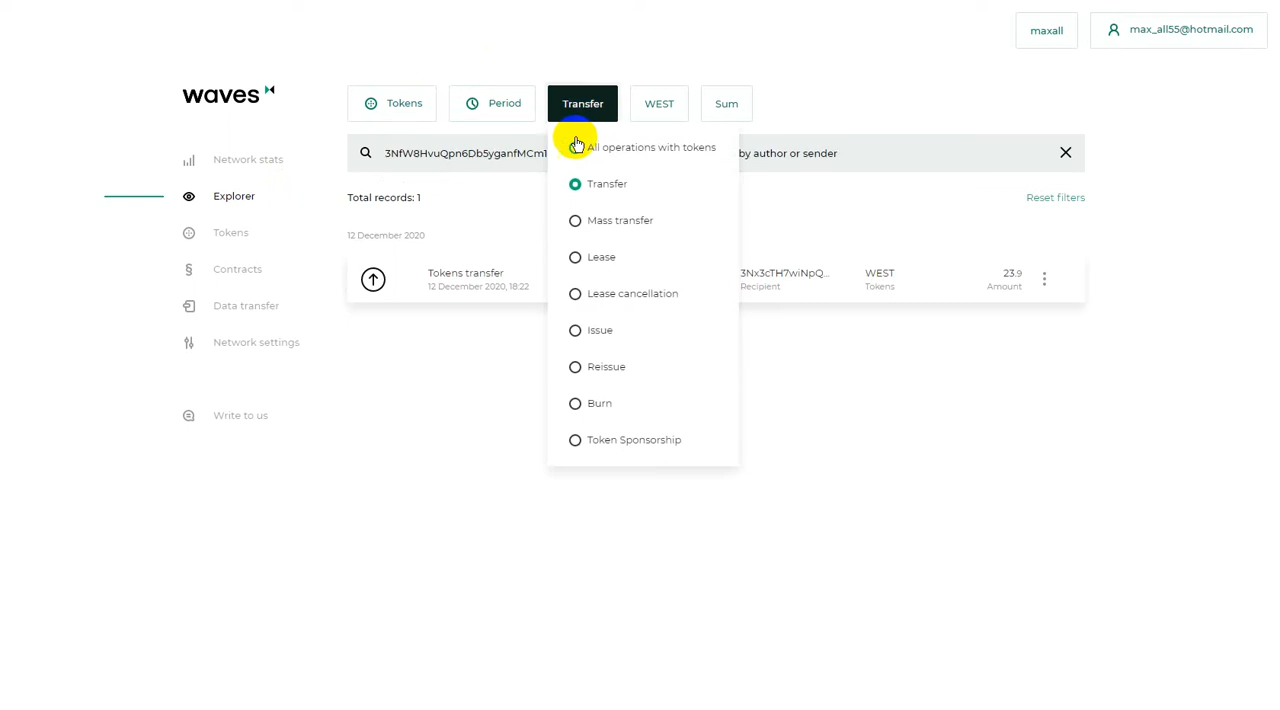 maxall
max_all55@hotmail.com
waves
Tokens
Period
Transfer
WEST
Sum
3NfW8HvuQpn6Db5yganfMCm1
by author or sender
Total records: 1
Reset filters
12 December 2020
Tokens transfer
12 December 2020, 18:22
3Nx3cTH7wiNpQ...
Recipient
WEST
Tokens
23.9
Amount
All operations with tokens
Transfer
Mass transfer
Lease
Lease cancellation
Issue
Reissue
Burn
Token Sponsorship
Network stats
Explorer
Tokens
Contracts
Data transfer
Network settings
Write to us